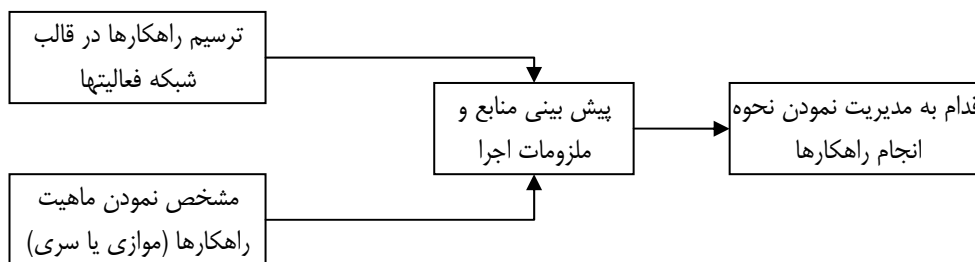 ترسیم راهکارها در قالب
شبکه فعالیتها
مشخص نمودن ماهیت
راهکارها (موازی یا سری)
پیش بینی منابع و
ملزومات اجرا
قدام به مدیریت نمودن نحوه
انجام راهکارها